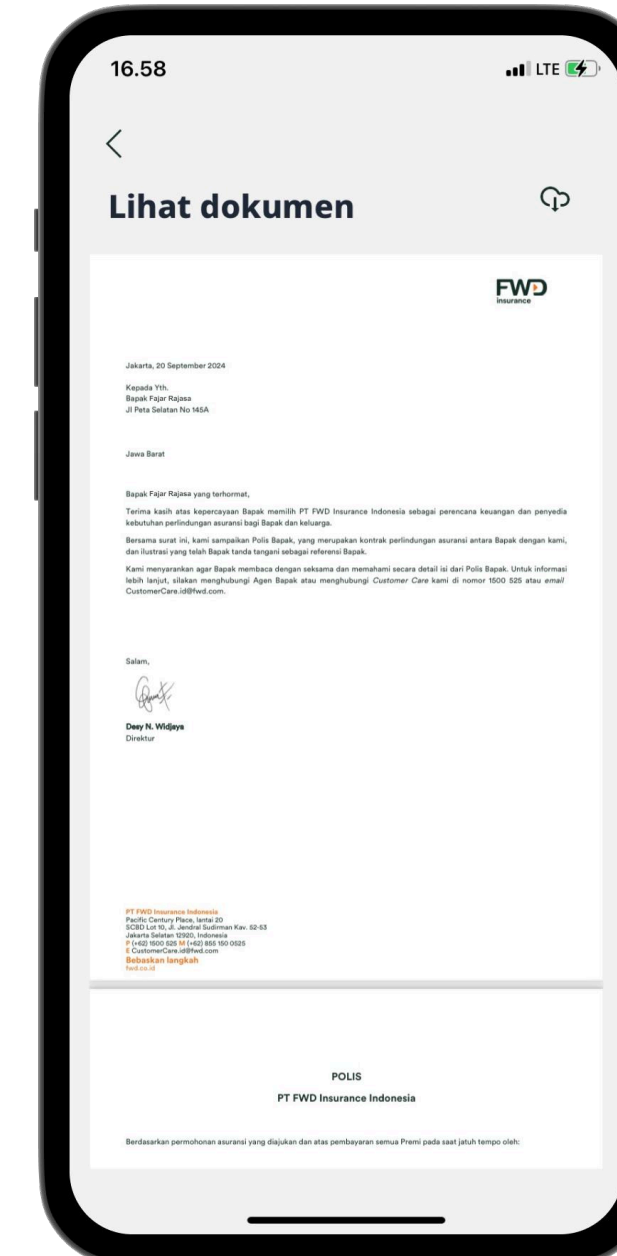 16.58
LTE
Lihat dokumen
FWD
insurance
Jakarta, 20 September 2024
Kepada Yth.
Bapak Fajar Rajasa
Jl Peta Selatan No 145A
Jawa Barat
Bapak Fajar Rajasa yang terhormat,
Terima kasih atas kepercayaan Bapak memilih PT FWD Insurance Indonesia sebagai perencana keuangan dan penyedia
kebutuhan perlindungan asuransi bagi Bapak dan keluarga.
Bersama surat ini, kami sampaikan Polis Bapak, yang merupakan kontrak perlindungan asuransi antara Bapak dengan kami,
dan ilustrasi yang telah Bapak tanda tangani sebagai referensi Bapak.
Kami menyarankan agar Bapak membaca dengan seksama dan memahami secara detail isi dari Polis Bapak. Untuk informasi
lebih lanjut, silakan menghubungi Agen Bapak atau menghubungi Customer Care kami di nomor 1500 525 atau email
CustomerCare.id@fwd.com.
Salam,
Desy N. Widjaya
Direktur
PT FWD Insurance Indonesia
Pacific Century Place, lantai 20
SCBD Lot 10, Jl. Jendral Sudirman Kav. 52-53
Jakarta Selatan 12920, Indonesia
P (+62) 1500 525 M (+62) 855 150 0525
E CustomerCare.id@fwd.com
Bebaskan langkah
fwd.co.id
POLIS
PT FWD Insurance Indonesia
Berdasarkan permohonan asuransi yang diajukan dan atas pembayaran semua Premi pada saat jatuh tempo oleh: